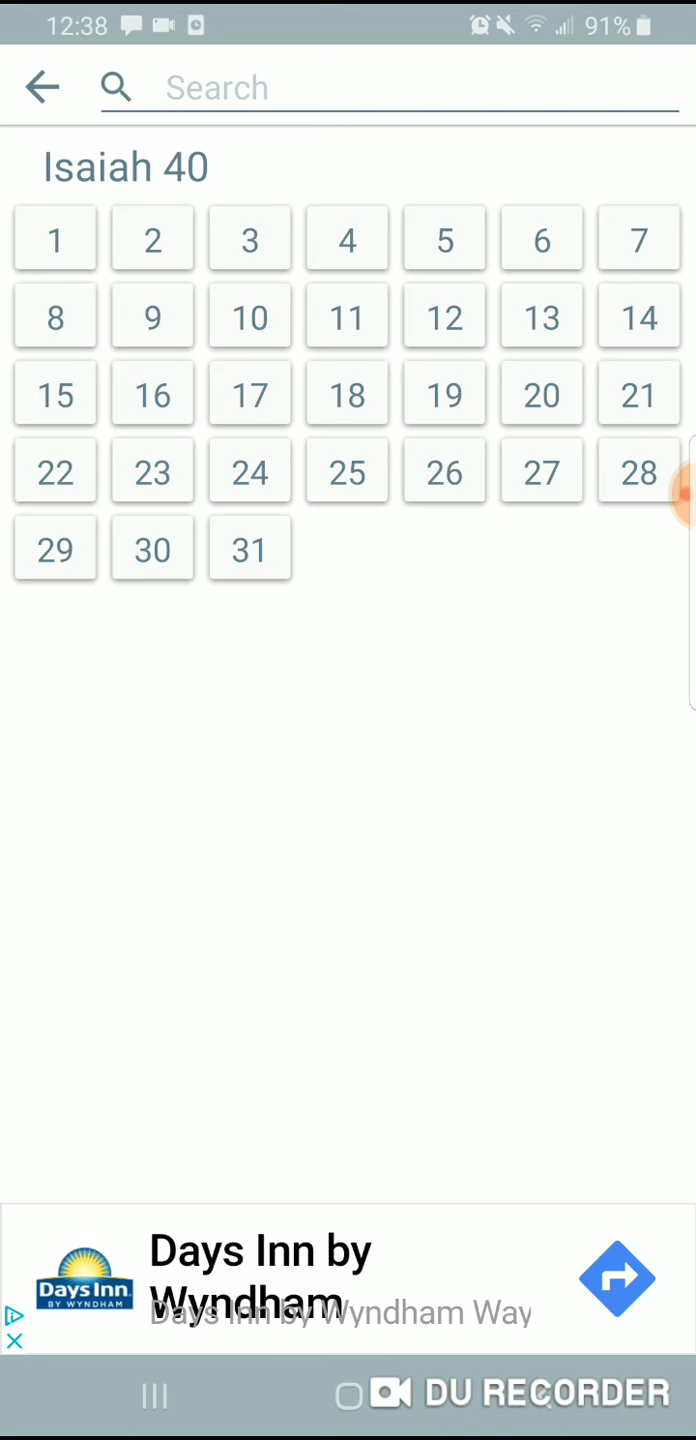 12:38 91%
Search
Isaiah 40
1 2 3 4 5 6 7
8 9 10 11 12 13 14
15 16 17 18 19 20 21
22 23 24 25 26 27 28
29 30 31
Days Inn by
Wyndham
Days Inn by Wyndham Way
Days Inn.
BY WYNDHAM
DU RECORDER